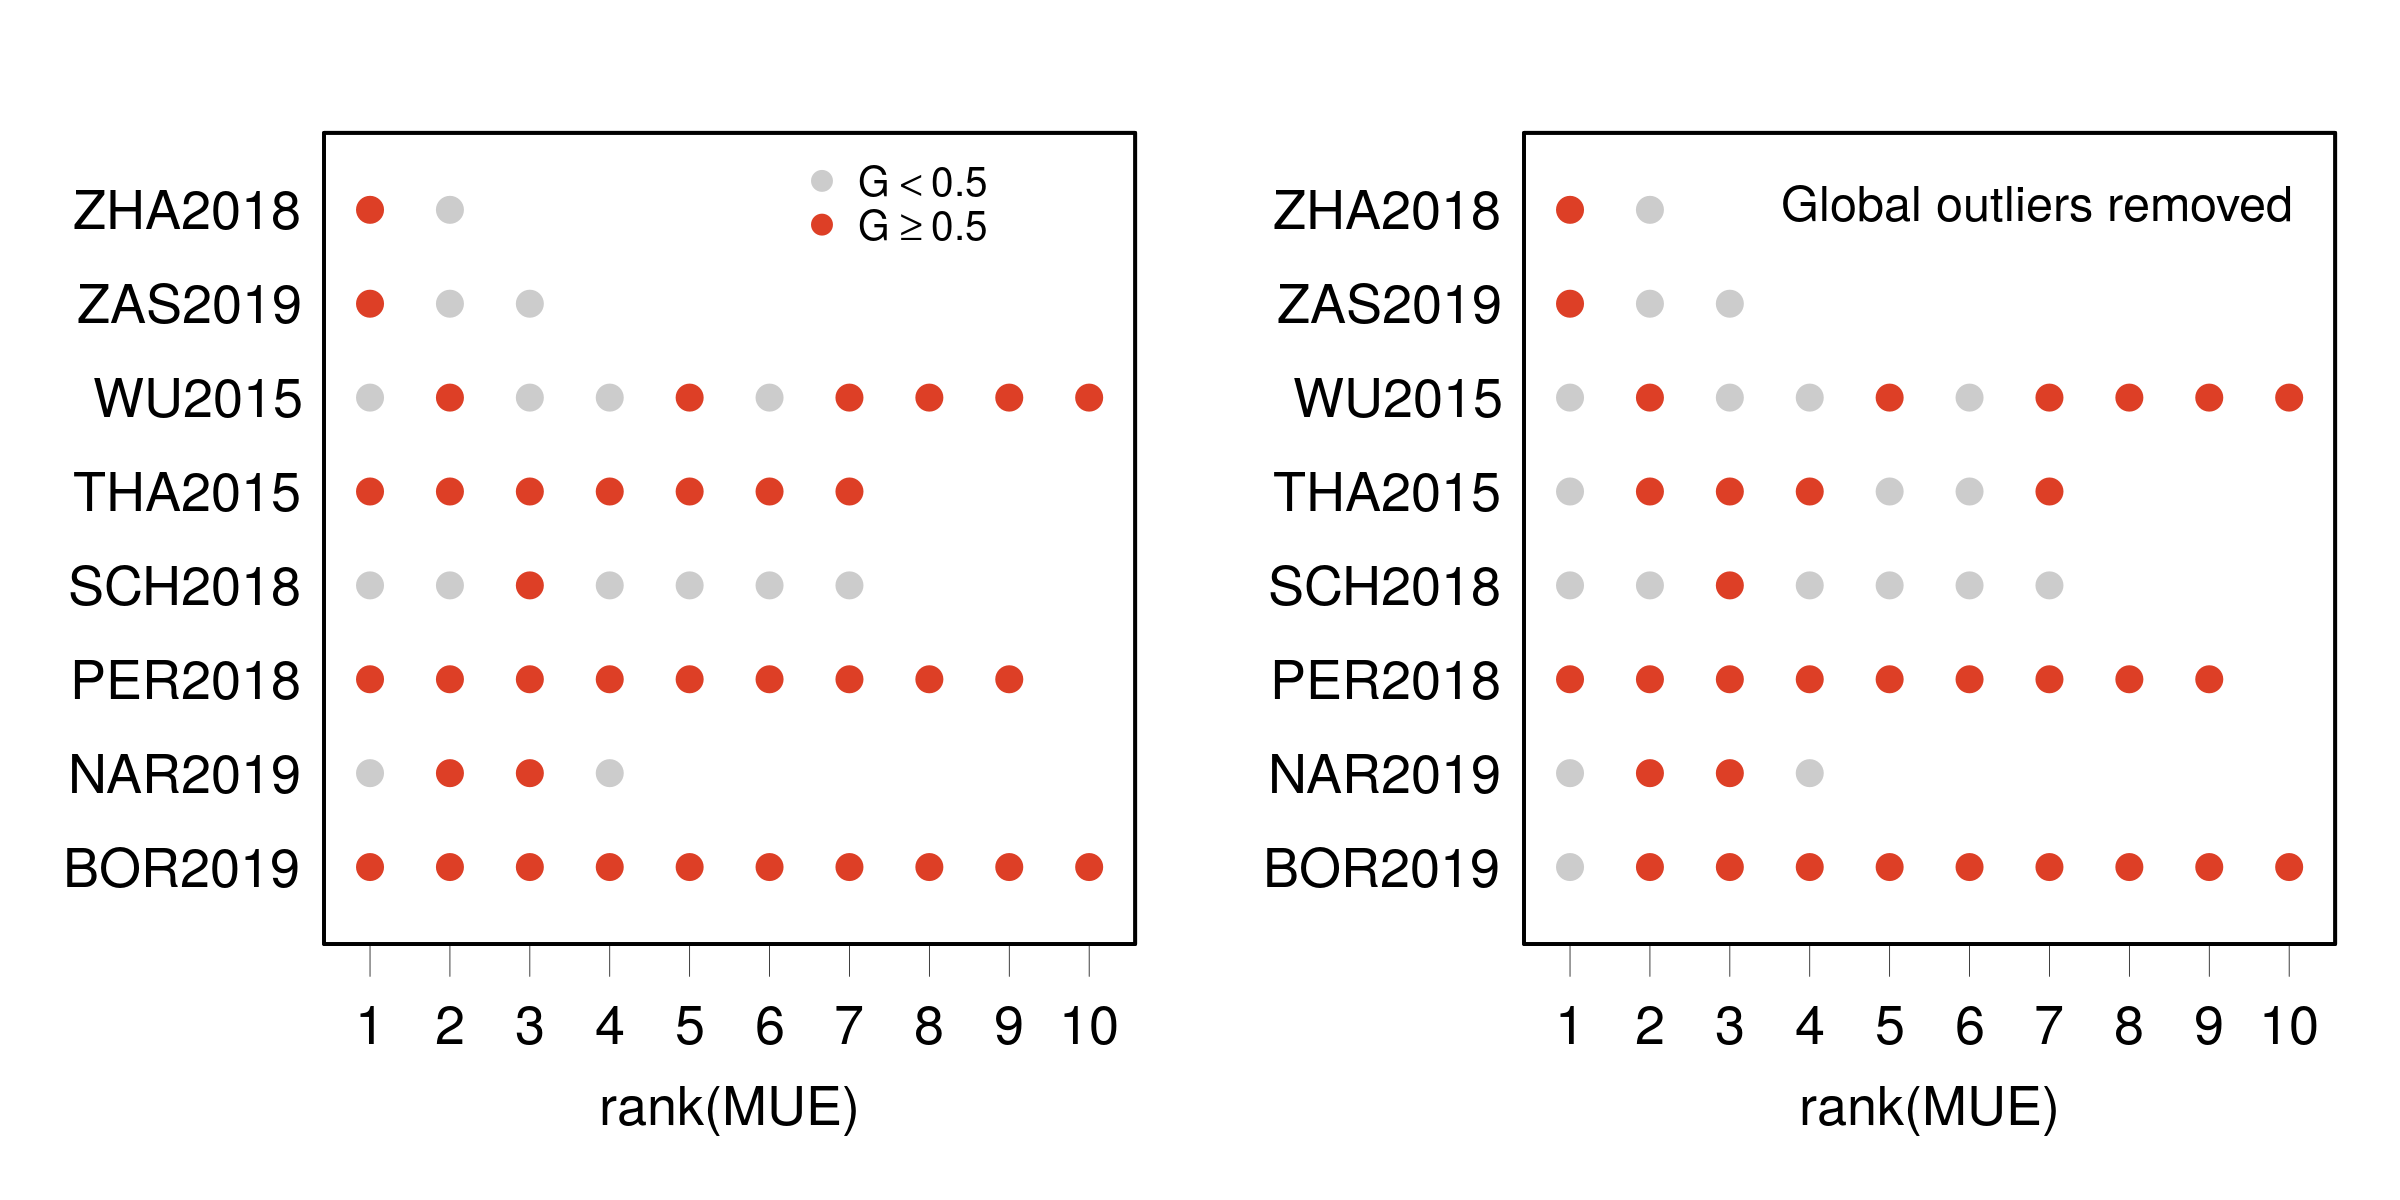 G < 0.5
G ≥ 0.5
ZHA2018
ZAS2019
WU2015
THA2015
SCH2018
PER2018
NAR2019
BOR2019
1 2 3 4 5 6 7 8 9 10
rank(MUE)
Global outliers removed
ZHA2018
ZAS2019
WU2015
THA2015
SCH2018
PER2018
NAR2019
BOR2019
1 2 3 4 5 6 7 8 9 10
rank(MUE)